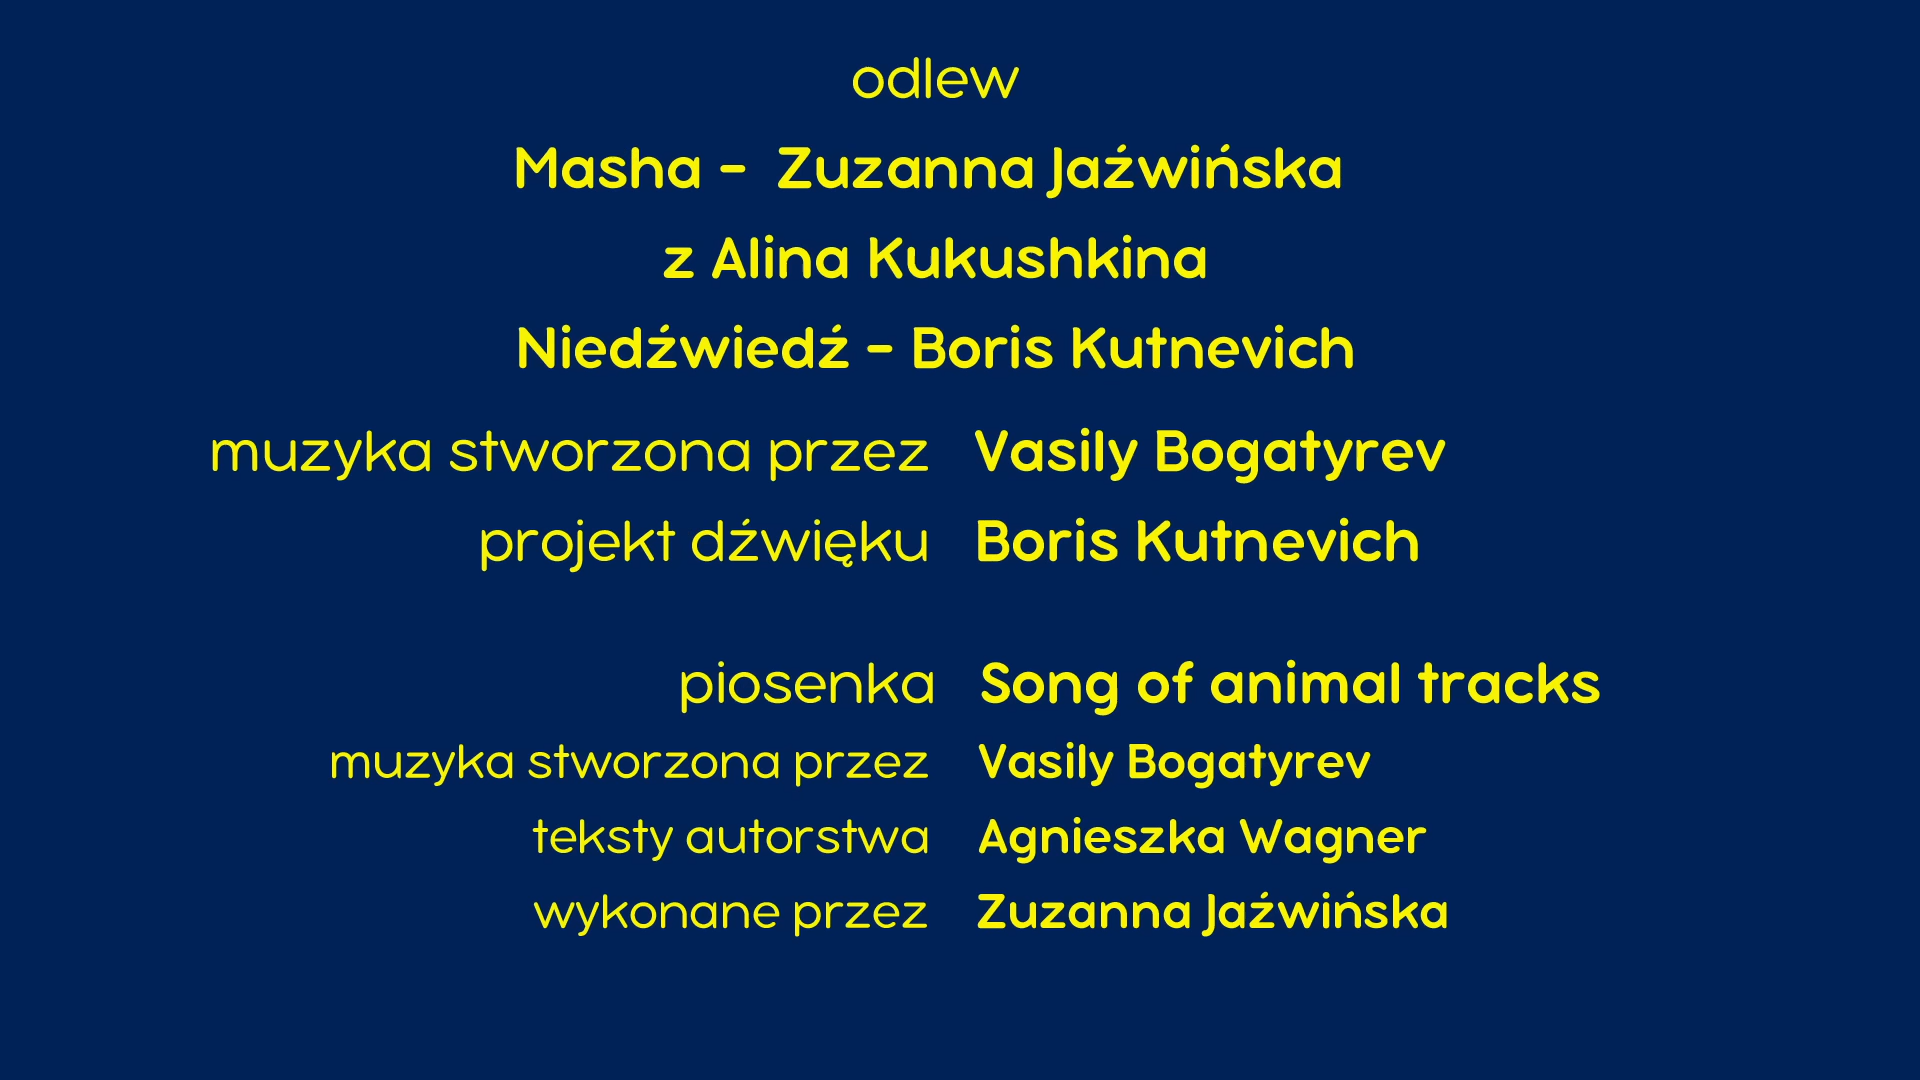 odlew
Masha - Zuzanna Jaźwińska
z Alina Kukushkina
Niedźwiedź - Boris Kutnevich
muzyka stworzona przez Vasily Bogatyrev
projekt dźwięku Boris Kutnevich
piosenka Song of animal tracks
muzyka stworzona przez Vasily Bogatyrev
teksty autorstwa Agnieszka Wagner
wykonane przez Zuzanna Jaźwińska